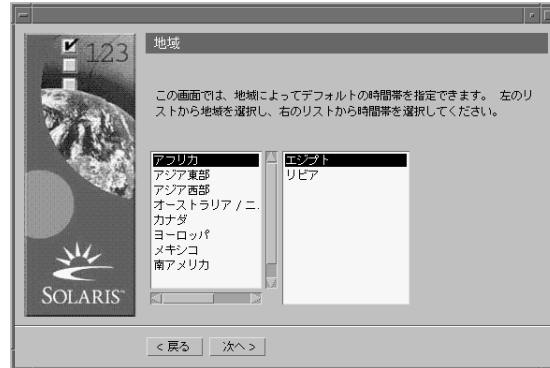 123
地域
この画面では、地域によってデフォルトの時間帯を指定できます。 左のリ
ストから地域を選択し、右のリストから時間帯を選択してください。
アフリカ
アジア東部
アジア西部
オーストラリア / ニ.
カナダ
ヨーロッパ
メキシコ
南アメリカ
エジプト
リビア
SOLARIS™
< 戻る
次へ >